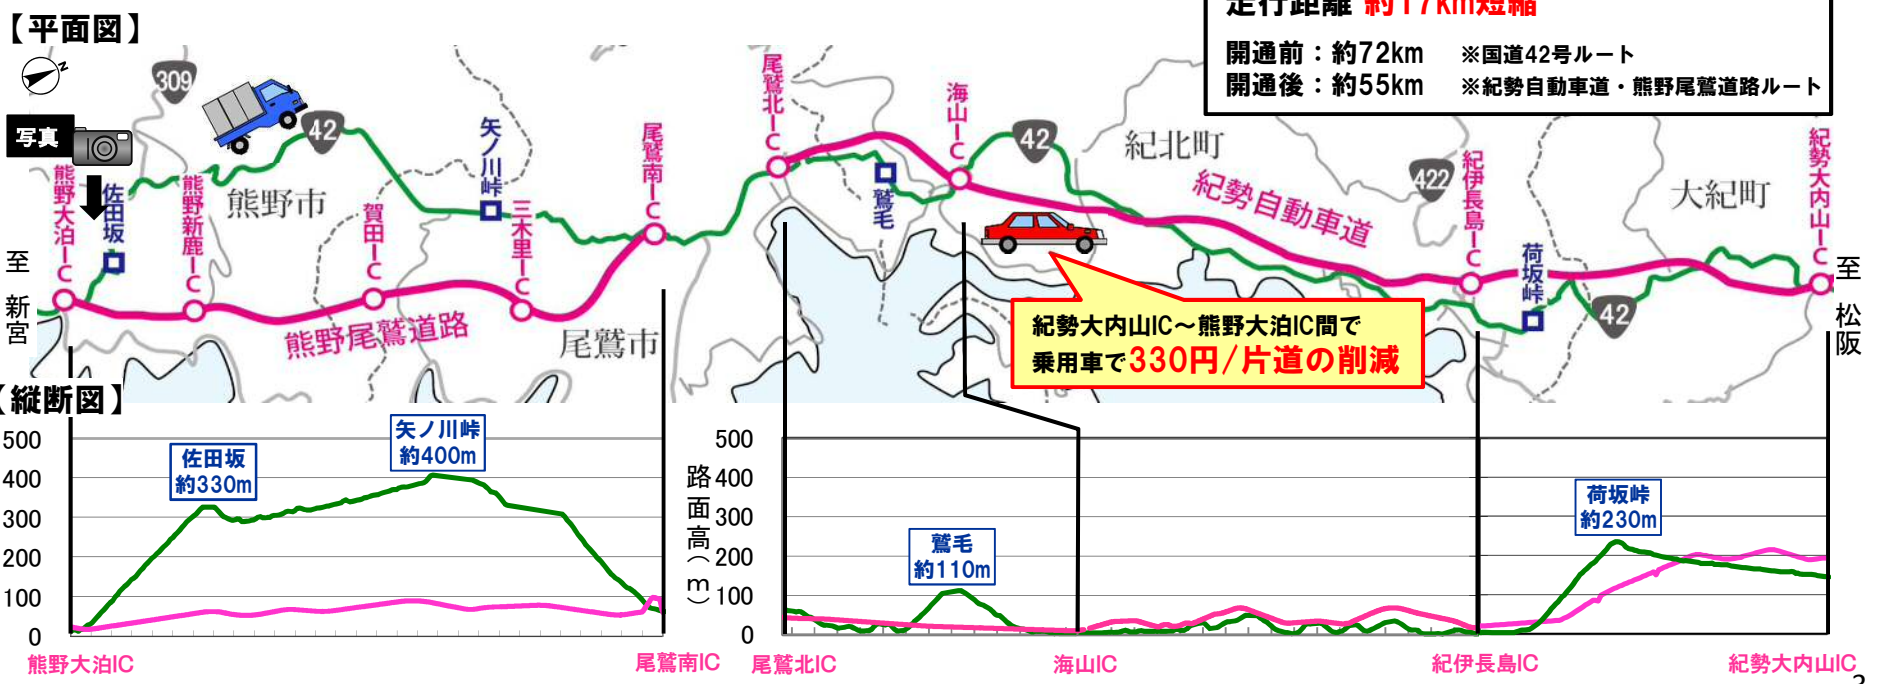 【平面図】
走行距離 約17km短縮
開通前：約72km ※国道42号ルート
開通後：約55km ※紀勢自動車道・熊野尾鷲道路ルート
N
309
写真
42
熊野大泊IC
佐田坂
熊野新鹿IC
熊野市
賀田IC
矢ノ川峠
三木里IC
尾鷲南IC
尾鷲北IC
鷲毛
海山IC
42
紀北町
紀勢自動車道
422
紀伊長島IC
荷坂峠
大紀町
42
紀勢大内山IC
至 新宮
至 松阪
熊野尾鷲道路
尾鷲市
紀勢大内山IC～熊野大泊IC間で
乗用車で330円/片道の削減
【縦断図】
500
400
300
200
100
0
佐田坂
約330m
矢ノ川峠
約400m
熊野大泊IC
尾鷲南IC
路面高(m)
500
400
300
200
100
0
鷲毛
約110m
荷坂峠
約230m
尾鷲北IC
海山IC
紀伊長島IC
紀勢大内山IC